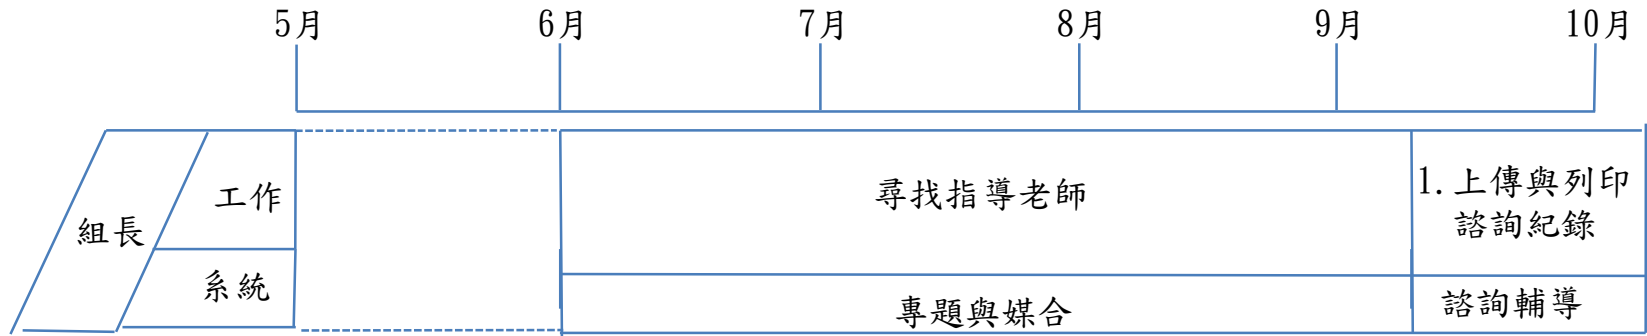 5月 6月 7月 8月 9月 10月
組長
工作
尋找指導老師
1.上傳與列印
諮詢紀錄
系統
專題與媒合
諮詢輔導